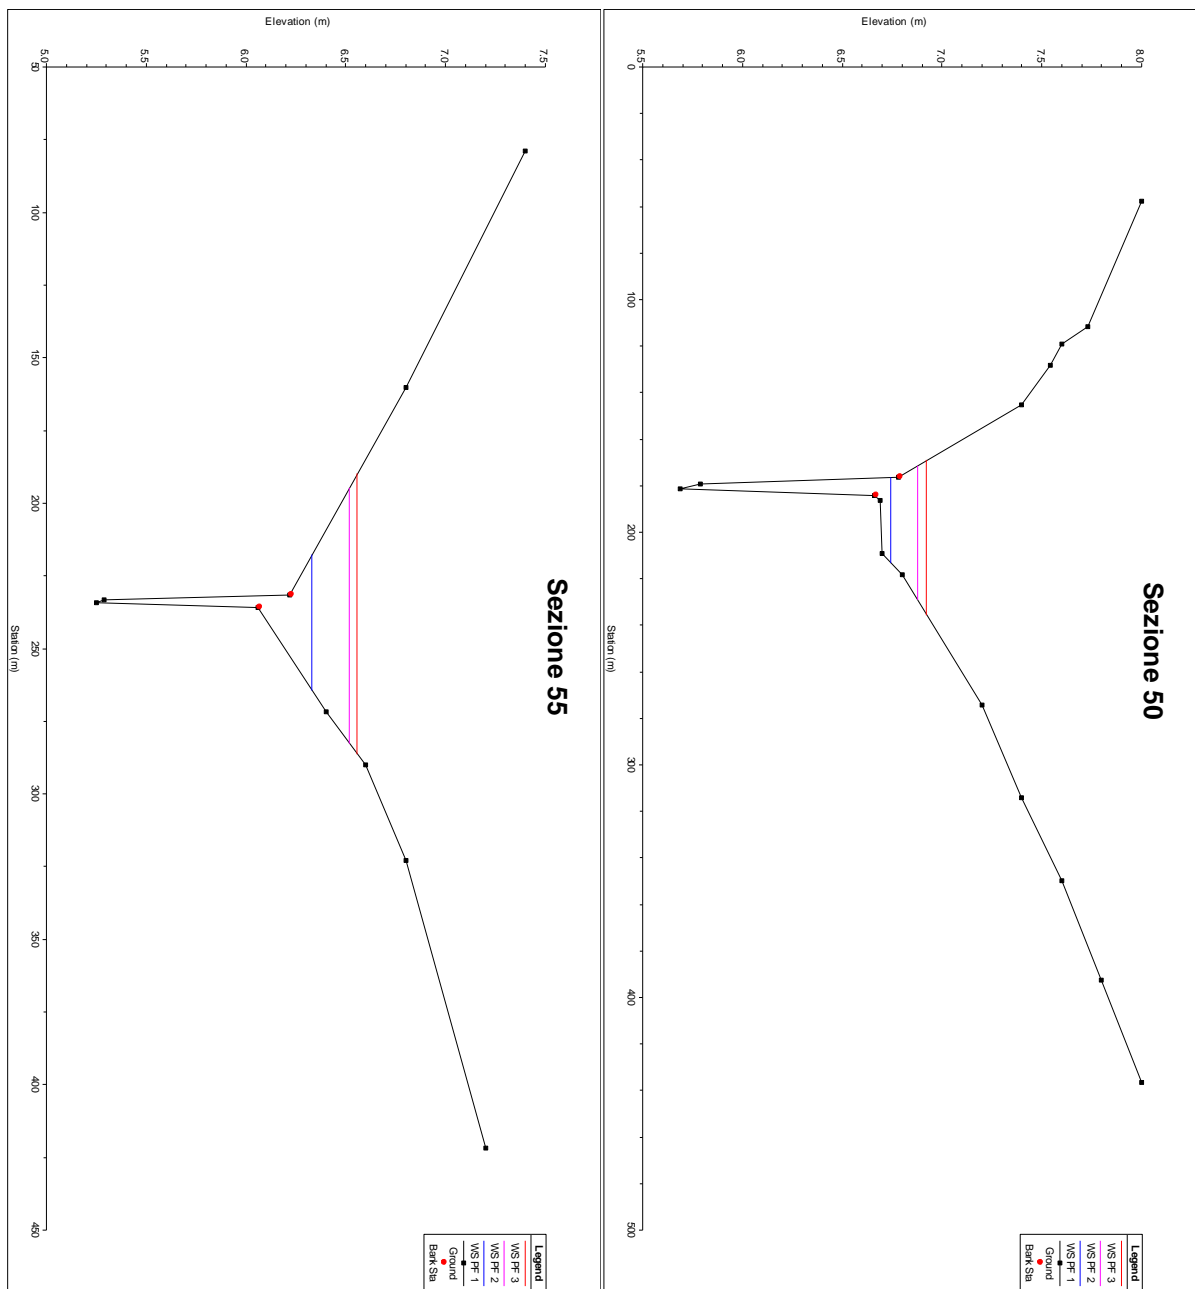 Sezione 50
Elevation (m)
8.0
7.5
7.0
6.5
6.0
5.5
0
100
200
300
400
500
Station (m)
Legend
WS PF 3
WS PF 2
WS PF 1
Ground
Bank Sta
Sezione 55
Elevation (m)
7.5
7.0
6.5
6.0
5.5
5.0
50
100
150
200
250
300
350
400
450
Station (m)
Legend
WS PF 3
WS PF 2
WS PF 1
Ground
Bank Sta